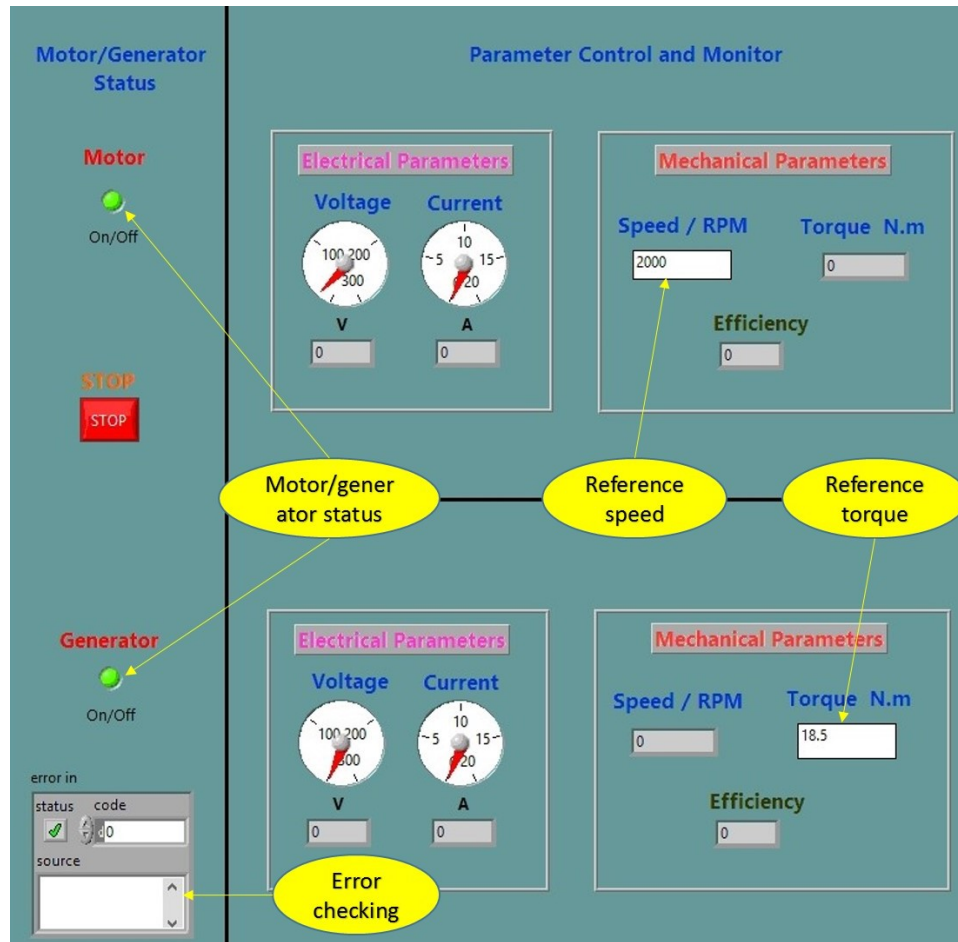 Motor/Generator
Status
Parameter Control and Monitor
Motor
On/Off
Electrical Parameters
Voltage
Current
100 200
300
5
10
15
20
V
A
0
0
Mechanical Parameters
Speed / RPM
Torque N.m
2000
0
Efficiency
0
STOP
STOP
Motor/gener
ator status
Reference
speed
Reference
torque
Generator
On/Off
Electrical Parameters
Voltage
Current
100 200
300
5
10
15
20
V
A
0
0
Mechanical Parameters
Speed / RPM
Torque N.m
0
18.5
Efficiency
0
error in
status
code
d0
source
Error
checking